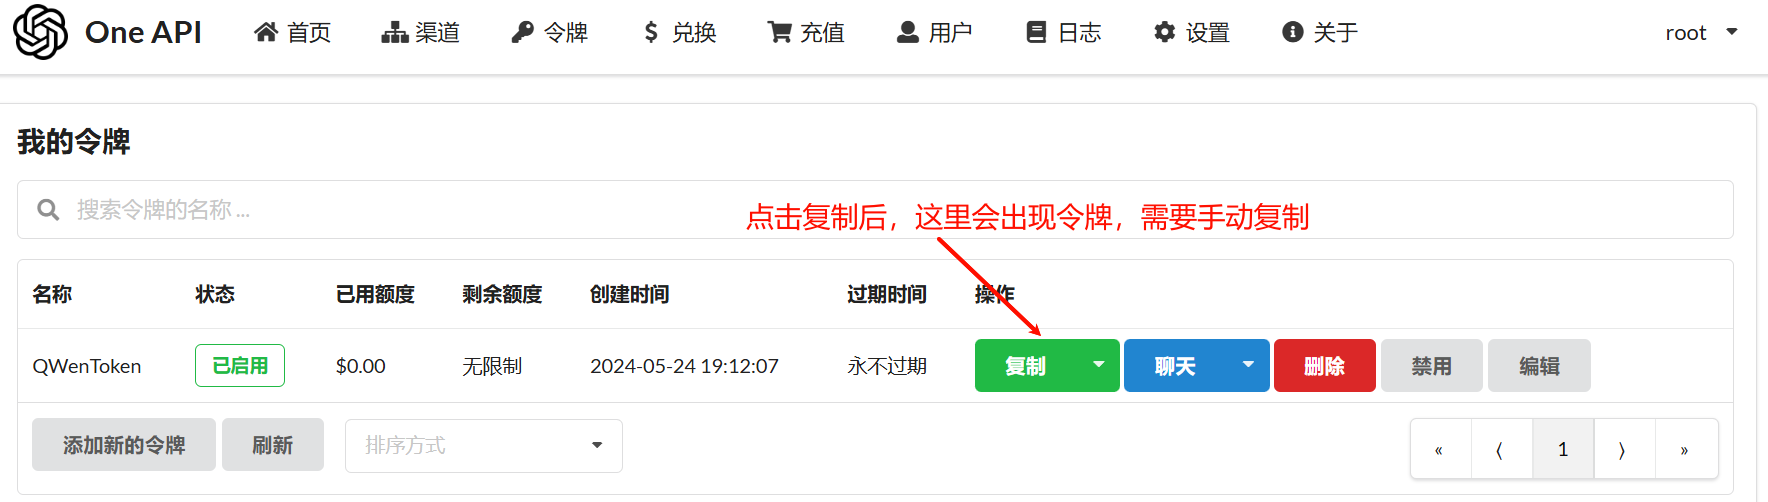 One API 首页 渠道 令牌 兑换 充值 用户 日志 设置 关于 root
我的令牌
搜索令牌的名称 ...
点击复制后，这里会出现令牌，需要手动复制
名称 状态 已用额度 剩余额度 创建时间 过期时间 操作
QWenToken 已启用 $0.00 无限制 2024-05-24 19:12:07 永不过期 复制 聊天 删除 禁用 编辑
添加新的令牌 刷新 排序方式 « ⟨ 1 ⟩ »